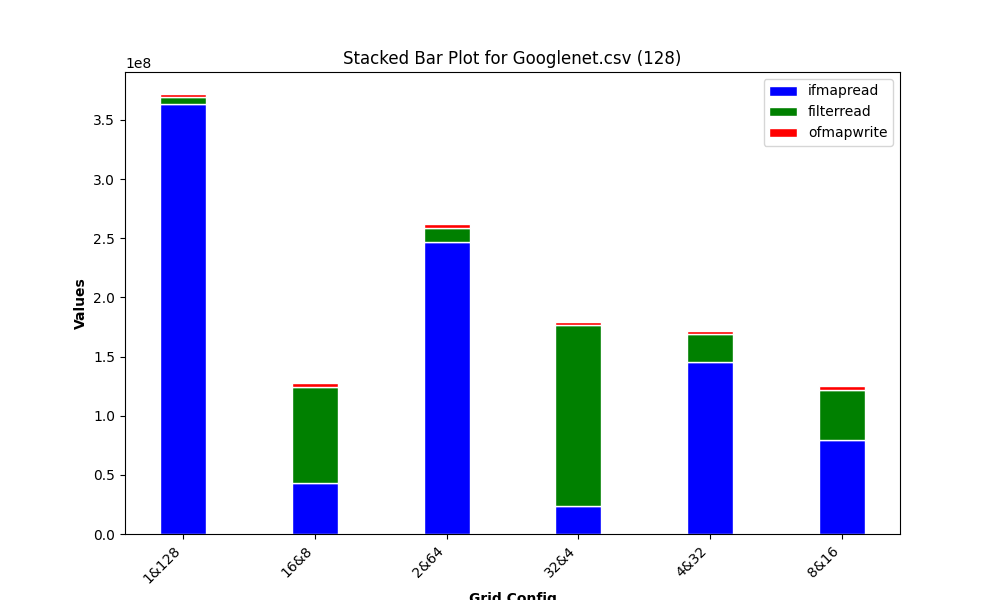 Stacked Bar Plot for Googlenet.csv (128)
1e8
ifmapread
filterread
ofmapwrite
3.5
3.0
2.5
2.0
1.5
1.0
0.5
0.0
Values
1&128
16&8
2&64
32&4
4&32
8&16
Grid Config